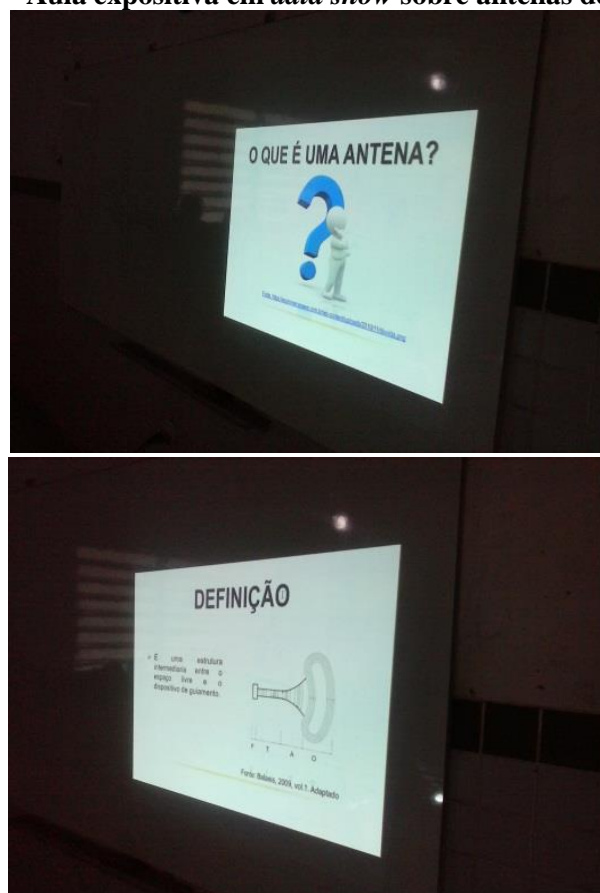 Aula expositiva em data show sobre antenas de
O QUE É UMA ANTENA?
DEFINIÇÃO
É uma estrutura
intermediaria entre o
espaço livre e o
dispositivo de guiamento.
F T A O
Fonte: Balanis, 2009, vol.1. Adaptado